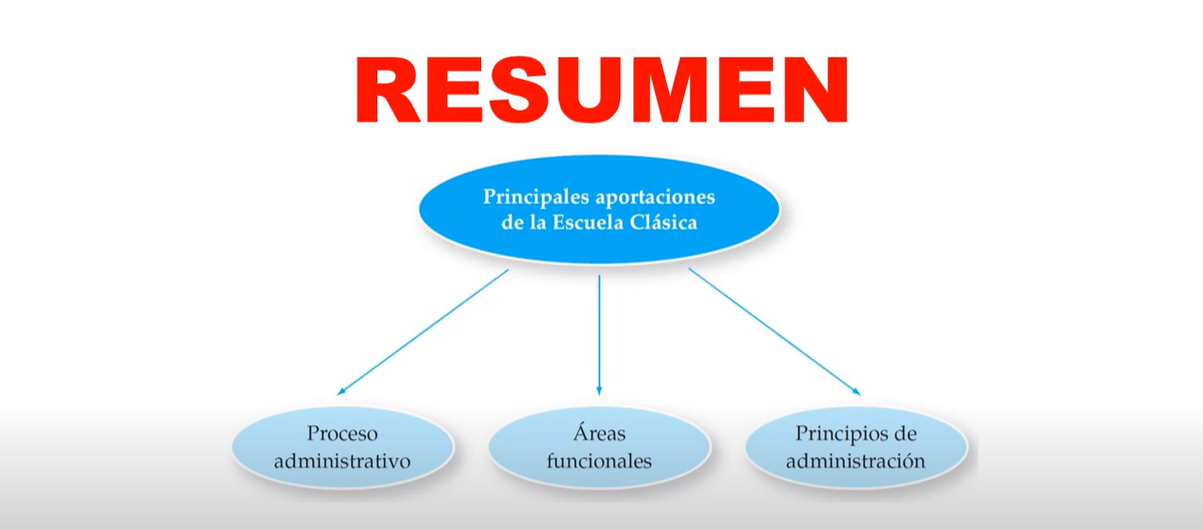 RESUMEN
Principales aportaciones
de la Escuela Clásica
Proceso
administrativo
Áreas
funcionales
Principios de
administración